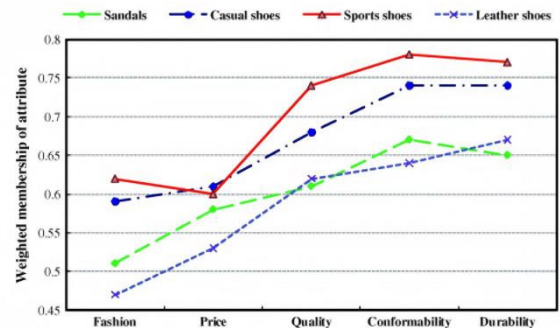 Sandals Casual shoes Sports shoes Leather shoes
Weighted membership of attribute
0.8
0.75
0.7
0.65
0.6
0.55
0.5
0.45
Fashion Price Quality Conformability Durability